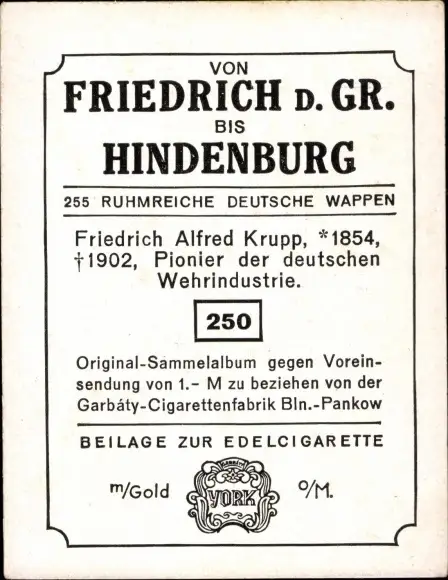 VON
FRIEDRICH D. GR.
BIS
HINDENBURG
255 RUHMREICHE DEUTSCHE WAPPEN
Friedrich Alfred Krupp, *1854,
†1902, Pionier der deutschen
Wehrindustrie.
250
Original-Sammelalbum gegen Vorein-
sendung von 1.- M zu beziehen von der
Garbáty-Cigarettenfabrik Bln.-Pankow
BEILAGE ZUR EDELCIGARETTE
m/Gold YORK o/M.